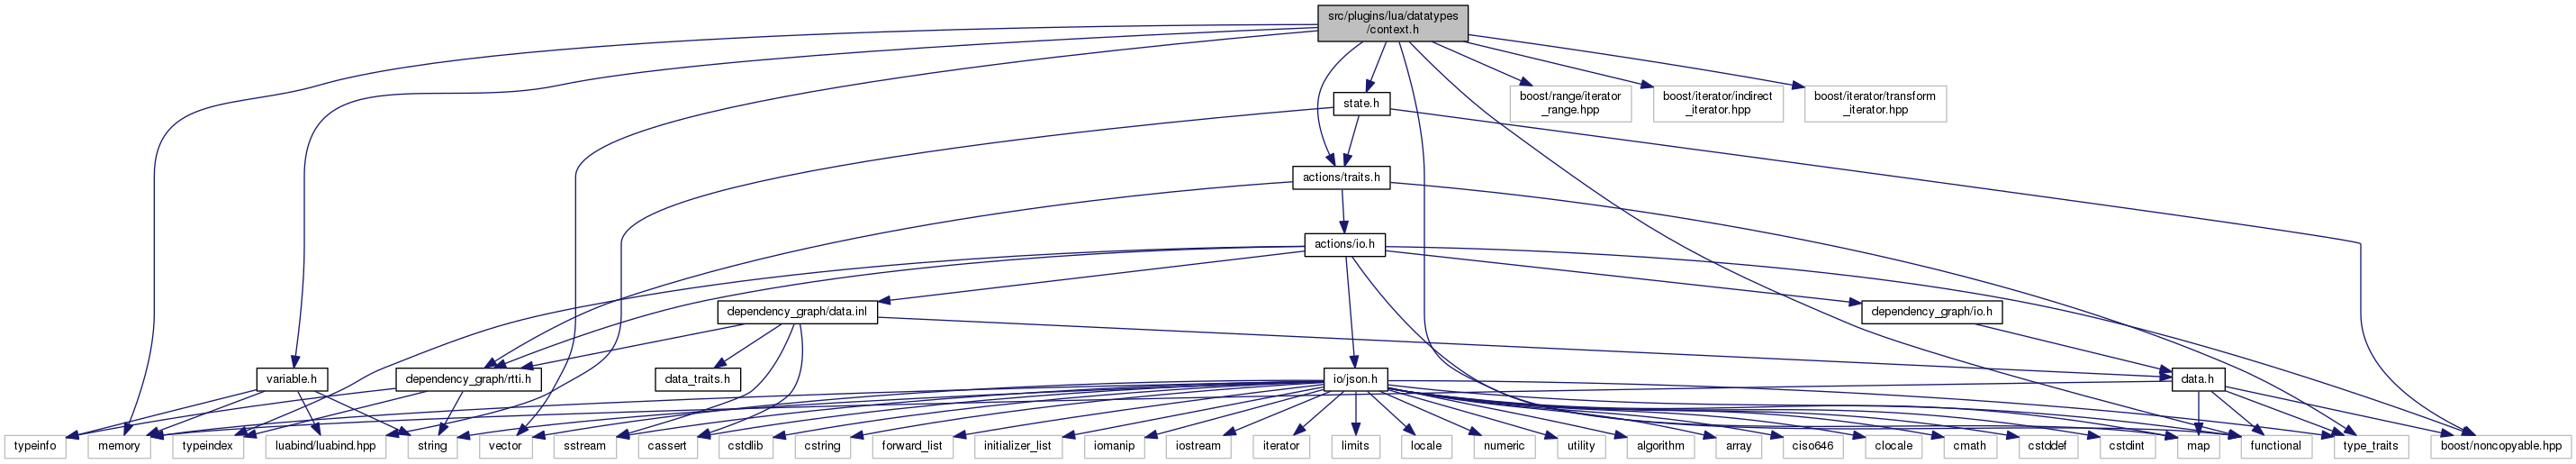 src/plugins/lua/datatypes
/context.h
state.h
boost/range/iterator
_range.hpp
boost/iterator/indirect
_iterator.hpp
boost/iterator/transform
_iterator.hpp
actions/traits.h
actions/io.h
dependency_graph/data.inl
dependency_graph/io.h
variable.h
dependency_graph/rtti.h
data_traits.h
io/json.h
data.h
typeinfo
memory
typeindex
luabind/luabind.hpp
string
vector
sstream
cassert
cstdlib
cstring
forward_list
initializer_list
iomanip
iostream
iterator
limits
locale
numeric
utility
algorithm
array
ciso646
clocale
cmath
cstddef
cstdint
map
functional
type_traits
boost/noncopyable.hpp